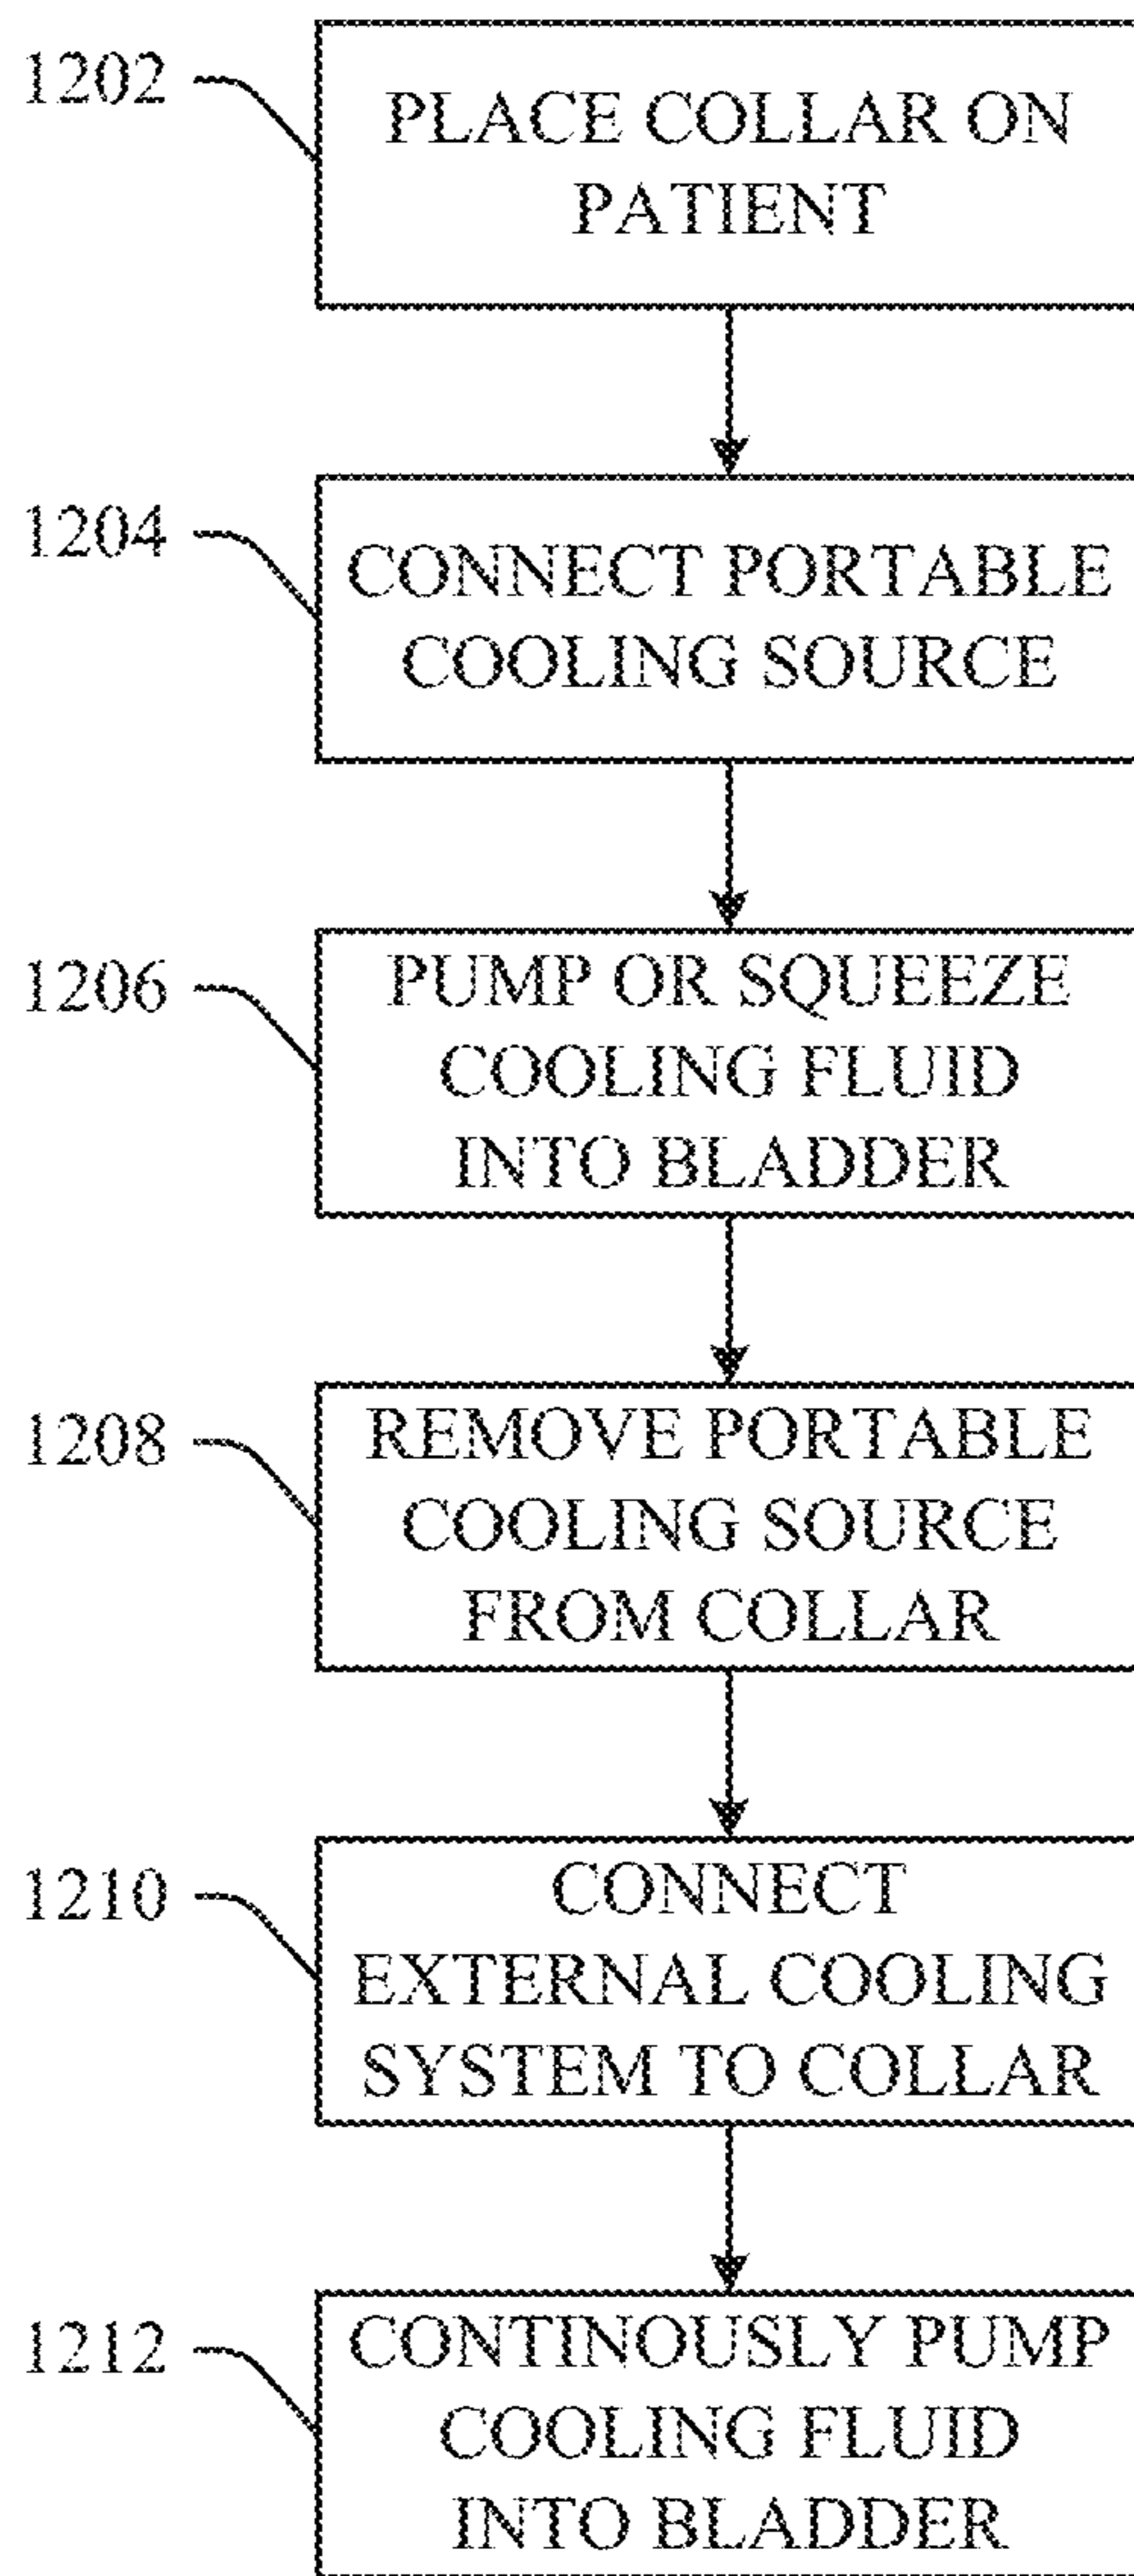 1202
PLACE COLLAR ON
PATIENT
1204
CONNECT PORTABLE
COOLING SOURCE
1206
PUMP OR SQUEEZE
COOLING FLUID
INTO BLADDER
1208
REMOVE PORTABLE
COOLING SOURCE
FROM COLLAR
1210
CONNECT
EXTERNAL COOLING
SYSTEM TO COLLAR
1212
CONTINOUSLY PUMP
COOLING FLUID
INTO BLADDER